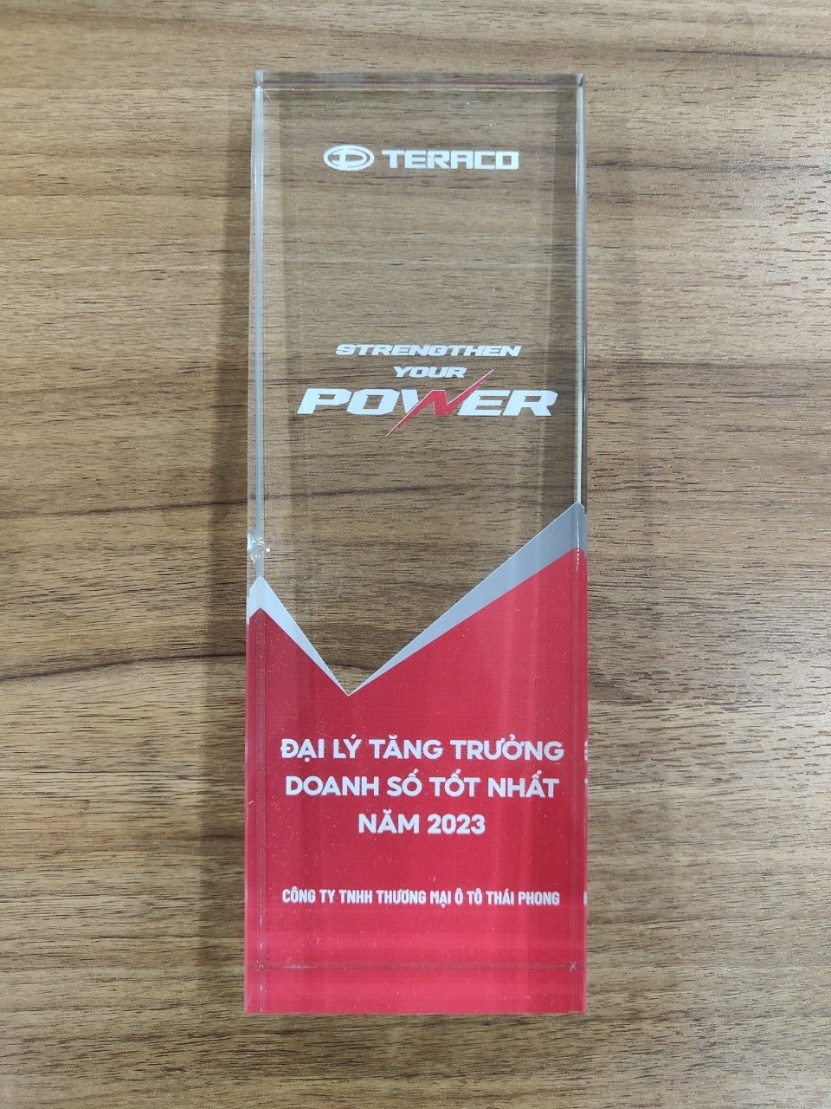 TERACO
STRENGTHEN
YOUR
POWER
ĐẠI LÝ TĂNG TRƯỞNG
DOANH SỐ TỐT NHẤT
NĂM 2023
CÔNG TY TNHH THƯƠNG MẠI Ô TÔ THÁI PHONG